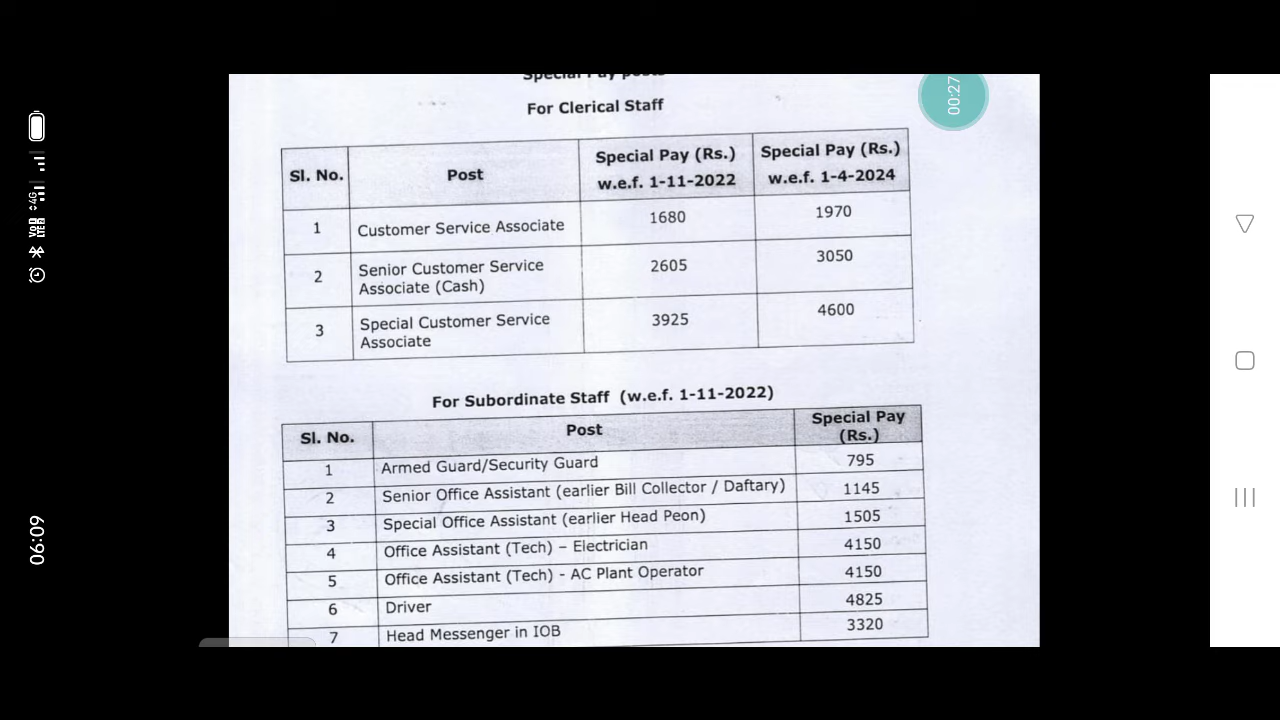 Special Pay posts
For Clerical Staff
Sl. No. Post Special Pay (Rs.) w.e.f. 1-11-2022 Special Pay (Rs.) w.e.f. 1-4-2024
1 Customer Service Associate 1680 1970
2 Senior Customer Service Associate (Cash) 2605 3050
3 Special Customer Service Associate 3925 4600
For Subordinate Staff (w.e.f. 1-11-2022)
Sl. No. Post Special Pay (Rs.)
1 Armed Guard/Security Guard 795
2 Senior Office Assistant (earlier Bill Collector / Daftary) 1145
3 Special Office Assistant (earlier Head Peon) 1505
4 Office Assistant (Tech) – Electrician 4150
5 Office Assistant (Tech) - AC Plant Operator 4150
6 Driver 4825
7 Head Messenger in IOB 3320
00:27
4G
06:09